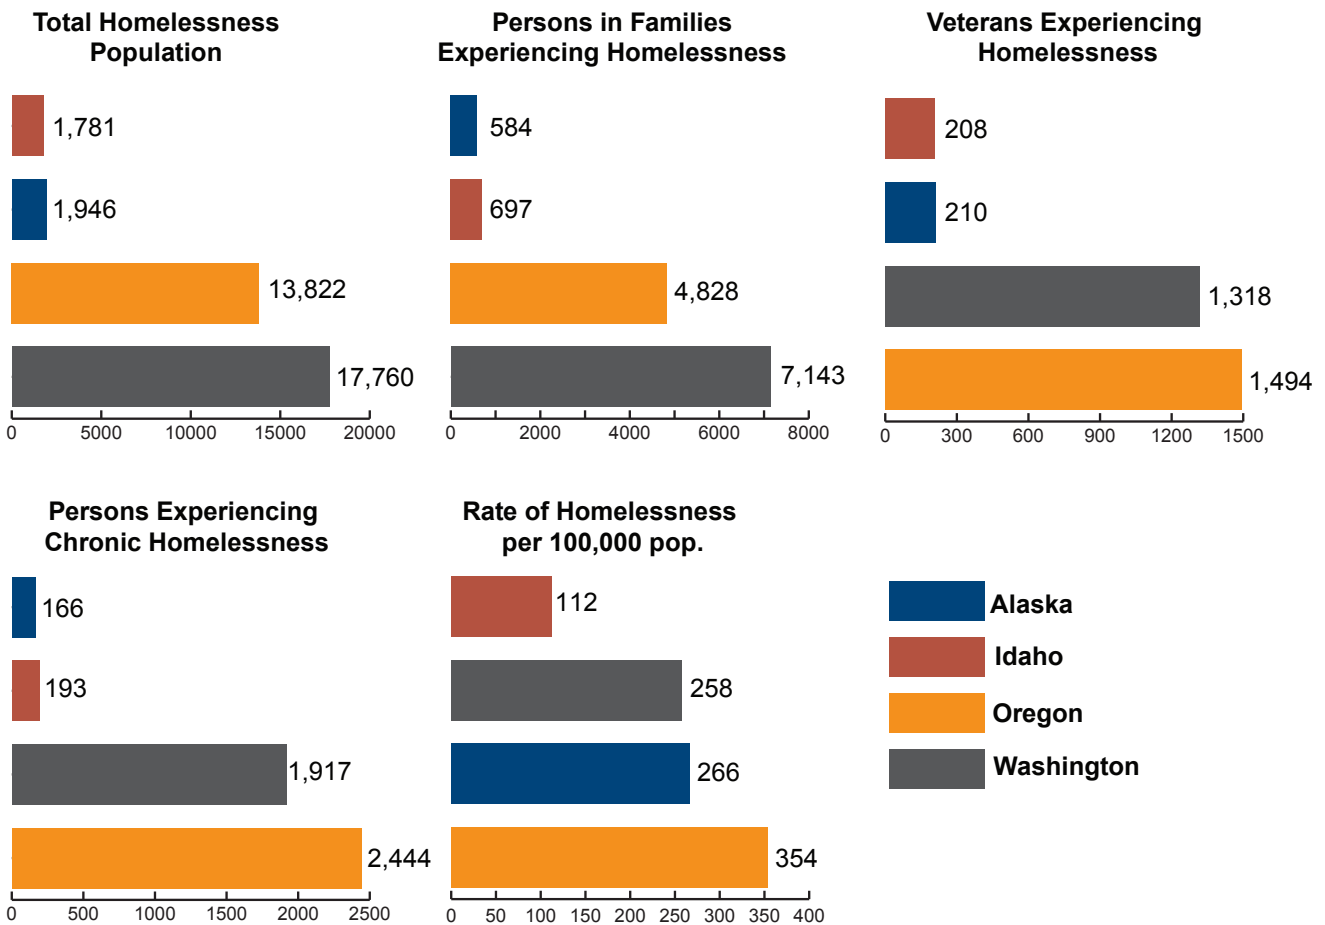 Total Homelessness
Population
1,781
1,946
13,822
17,760
0 5000 10000 15000 20000
Persons in Families
Experiencing Homelessness
584
697
4,828
7,143
0 2000 4000 6000 8000
Veterans Experiencing
Homelessness
208
210
1,318
1,494
0 300 600 900 1200 1500
Persons Experiencing
Chronic Homelessness
166
193
1,917
2,444
0 500 1000 1500 2000 2500
Rate of Homelessness
per 100,000 pop.
112
258
266
354
0 50 100 150 200 250 300 350 400
Alaska
Idaho
Oregon
Washington